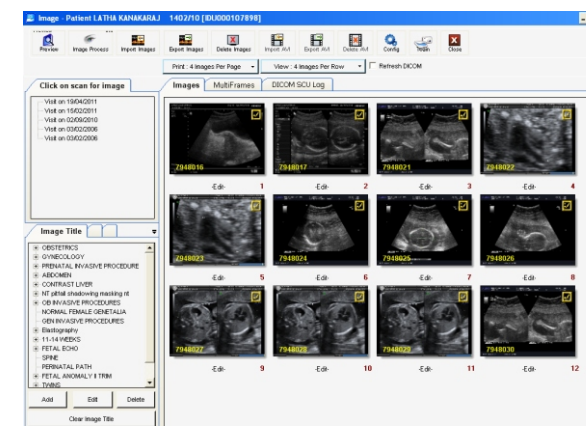 Image - Patient LATHA KANAKARAJ 1402/10 [IDU000107898]
Preview Image Process Import Images Export Images Delete Images Import AVI Export AVI Delete AVI Config Close
Print : 4 Images Per Page View : 4 Images Per Row Refresh DICOM
Click on scan for image
Images MultiFrames DICOM SCU Log
Visit on 19/04/2011
Visit on 15/02/2011
Visit on 02/09/2010
Visit on 03/02/2006
Visit on 03/02/2006
7948016 7948017 7948021 7948022
-Edit- 1 -Edit- 2 -Edit- 3 -Edit- 4
7948023 7948024 7948025 7948026
-Edit- 5 -Edit- 6 -Edit- 7 -Edit- 8
7948027 7948028 7948029 7948030
-Edit- 9 -Edit- 10 -Edit- 11 -Edit- 12
Image Title
OBSTETRICS
GYNECOLOGY
PRENATAL INVASIVE PROCEDURE
ABDOMEN
CONTRAST LIVER
NT pitfall shadowing masking nt
OB INVASIVE PROCEDURES
NORMAL FEMALE GENETALIA
GEN INVASIVE PROCEDURES
Elastography
11-14 WEEKS
FETAL ECHO
SPINE
PERINATAL PATH
FETAL ANOMALY II TRIM
TWINS
Add Edit Delete
Clear Image Title